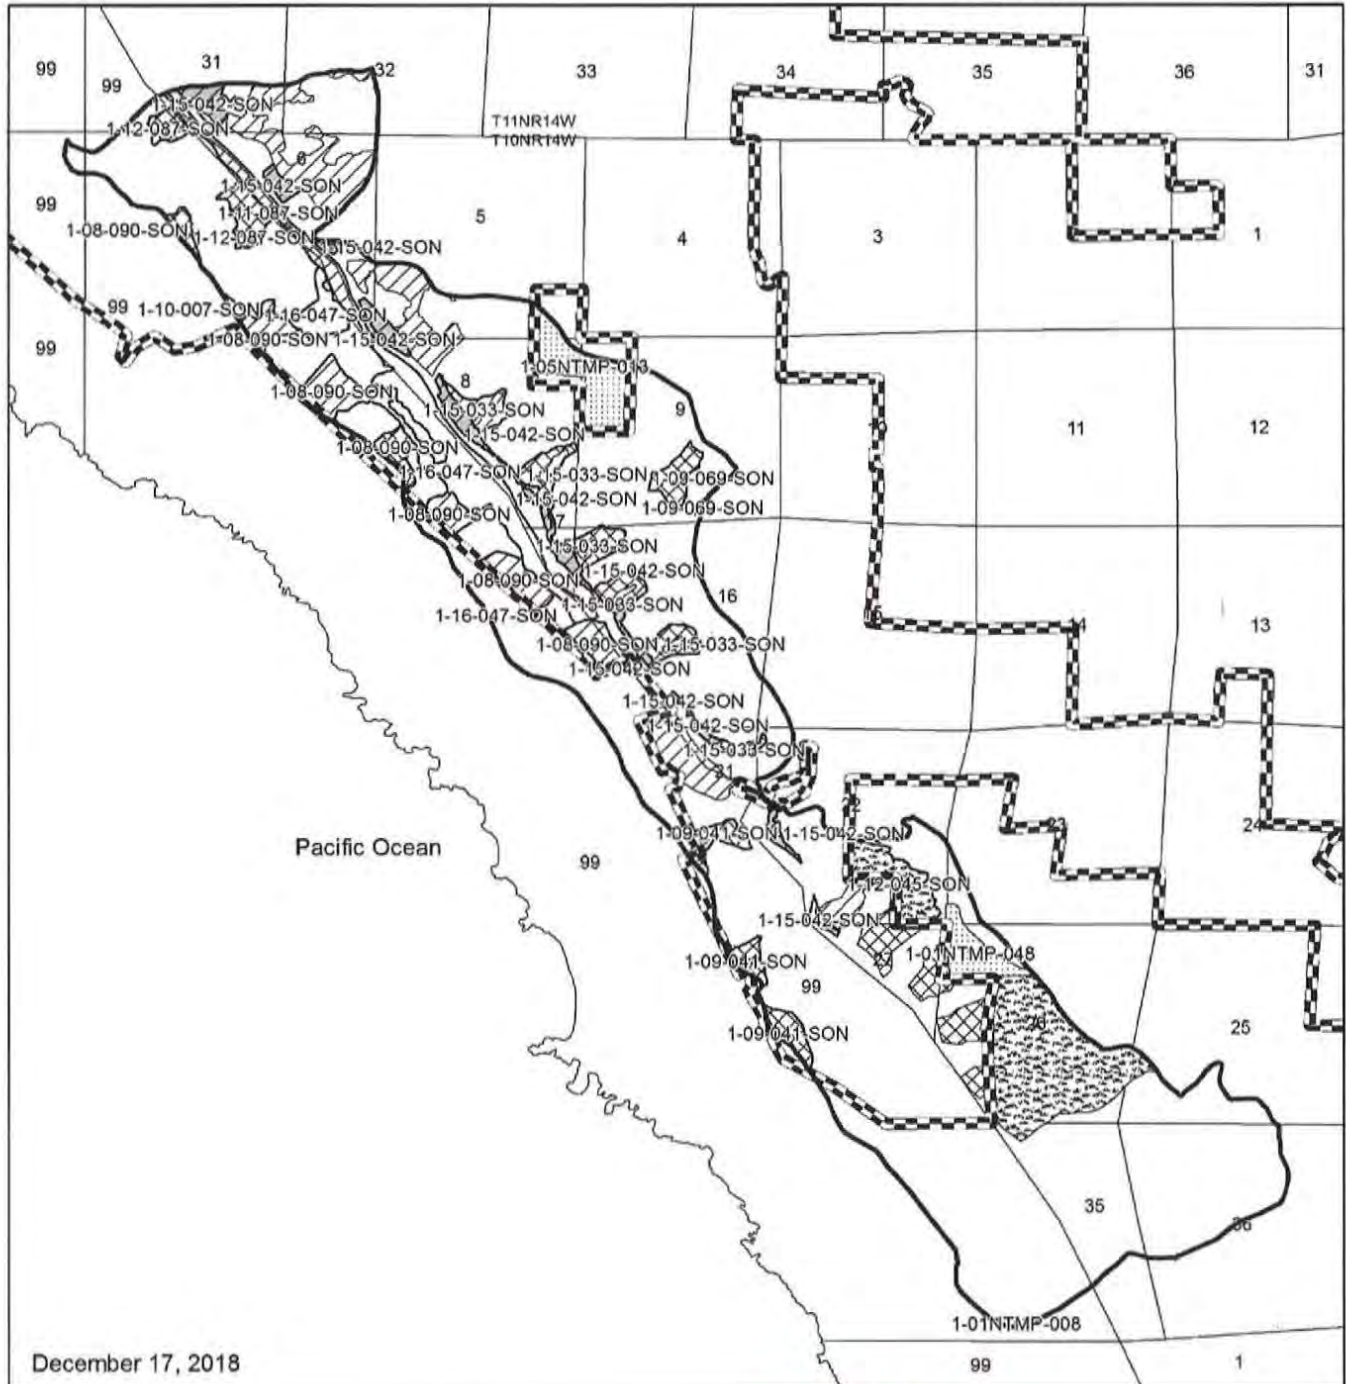 31
32
33
34
35
36
31
99
99
1-15-042-SON
T11NR14W
1-12-087-SON
T10NR14W
6
1-15-042-SON
99
1-11-087-SON
5
1-08-090-SON
1-12-087-SON
4
3
1
15-042-SON
99
1-10-007-SON
1-16-047-SON
1-08-090-SON
1-15-042-SON
99
1-05NTMP-013
8
1-08-090-SON
1-15-033-SON
9
1-15-042-SON
10
11
12
1-08-090-SON
1-16-047-SON
1-15-033-SON
1-09-069-SON
1-15-042-SON
1-09-069-SON
1-08-090-SON
7
1-15-033-SON
1-15-042-SON
1-08-090-SON
16
1-15-033-SON
1-16-047-SON
15
14
13
1-08-090-SON
1-15-033-SON
1-15-042-SON
1-15-042-SON
1-15-042-SON
1-15-033-SON
21
22
23
24
1-09-041-SON
1-15-042-SON
Pacific Ocean
99
1-12-045-SON
1-15-042-SON
1-01NTMP-048
1-09-041-SON
99
1-09-041-SON
25
35
36
1-01NTMP-008
December 17, 2018
99
1